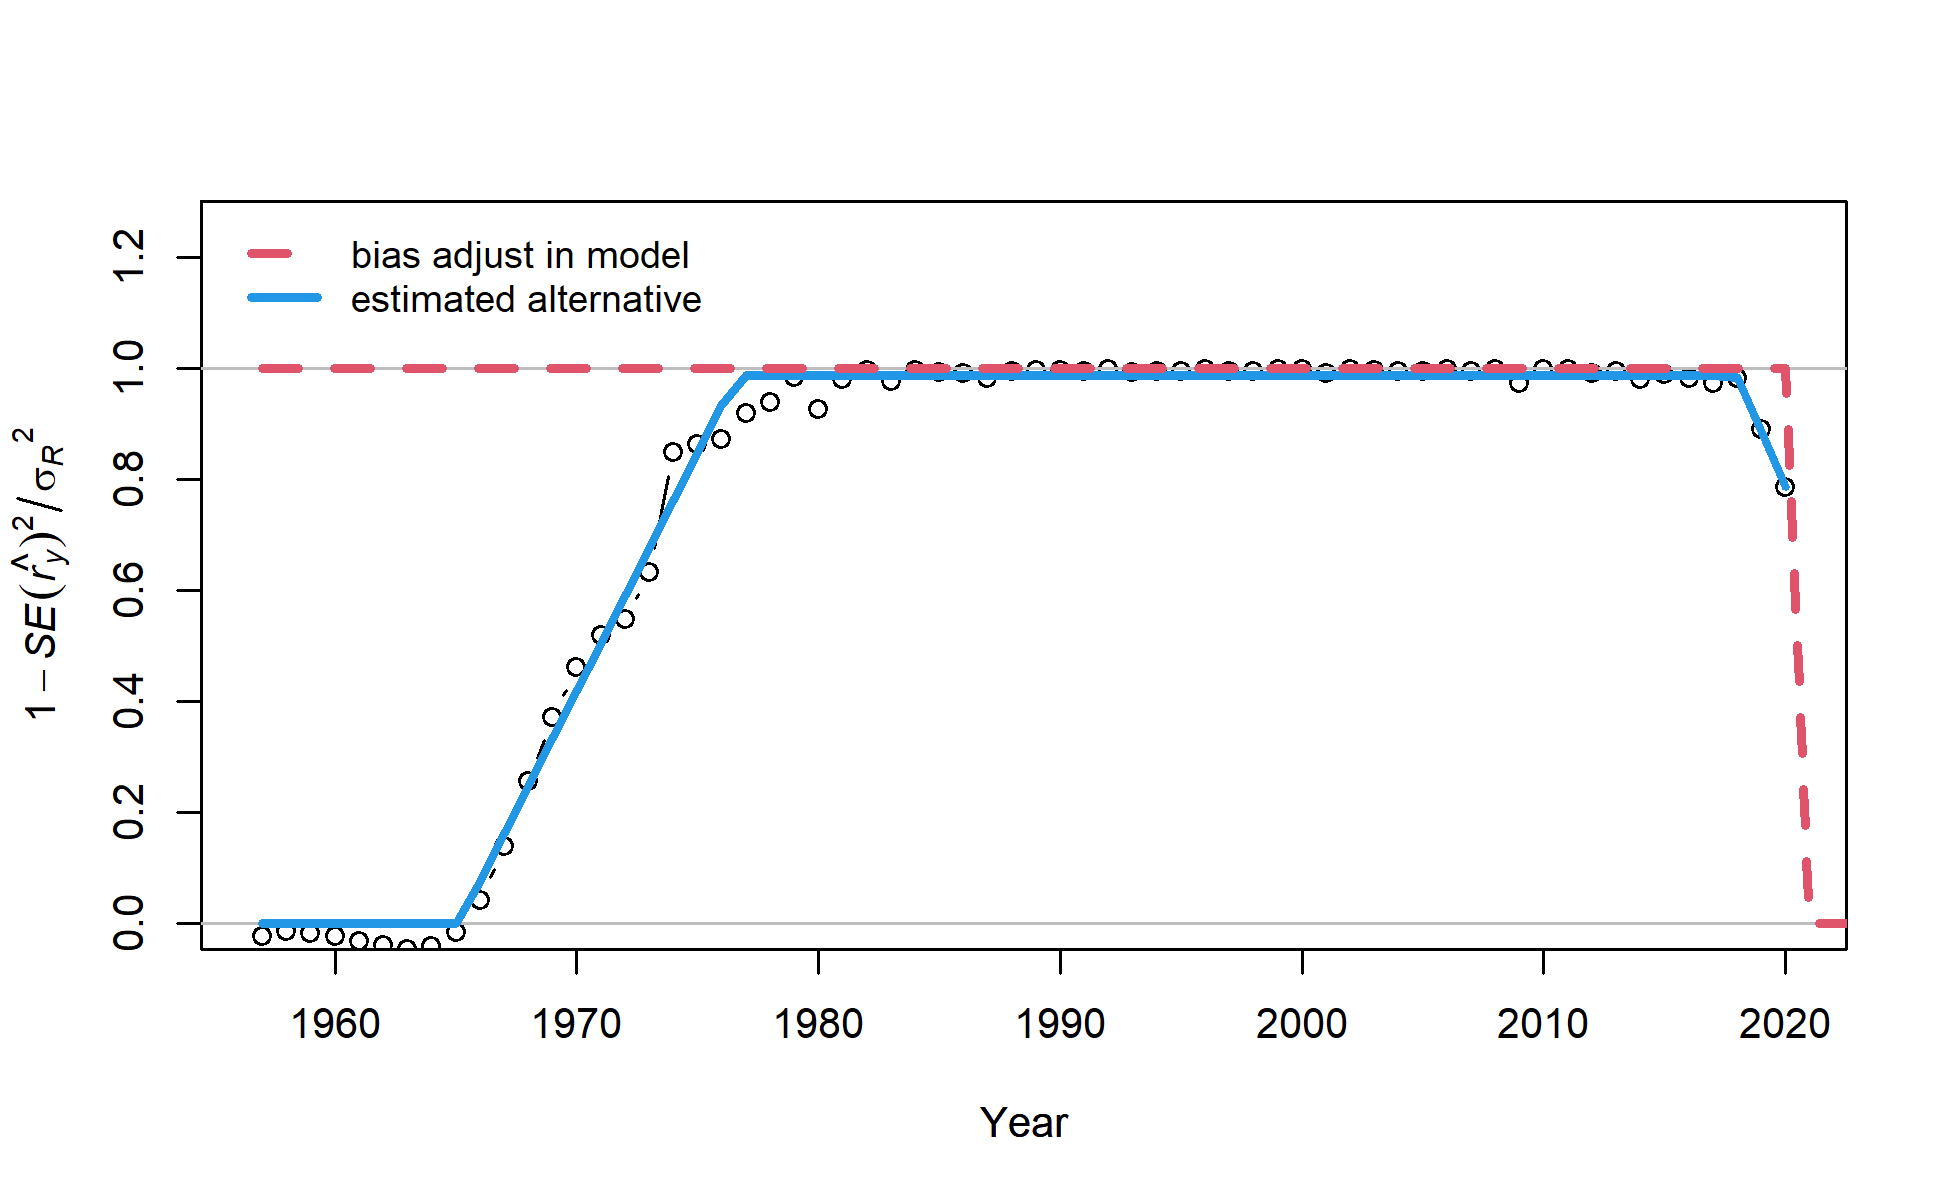 bias adjust in model
estimated alternative
1 − SE(r̂y)² / σR²
0.0
0.2
0.4
0.6
0.8
1.0
1.2
1960 1970 1980 1990 2000 2010 2020
Year